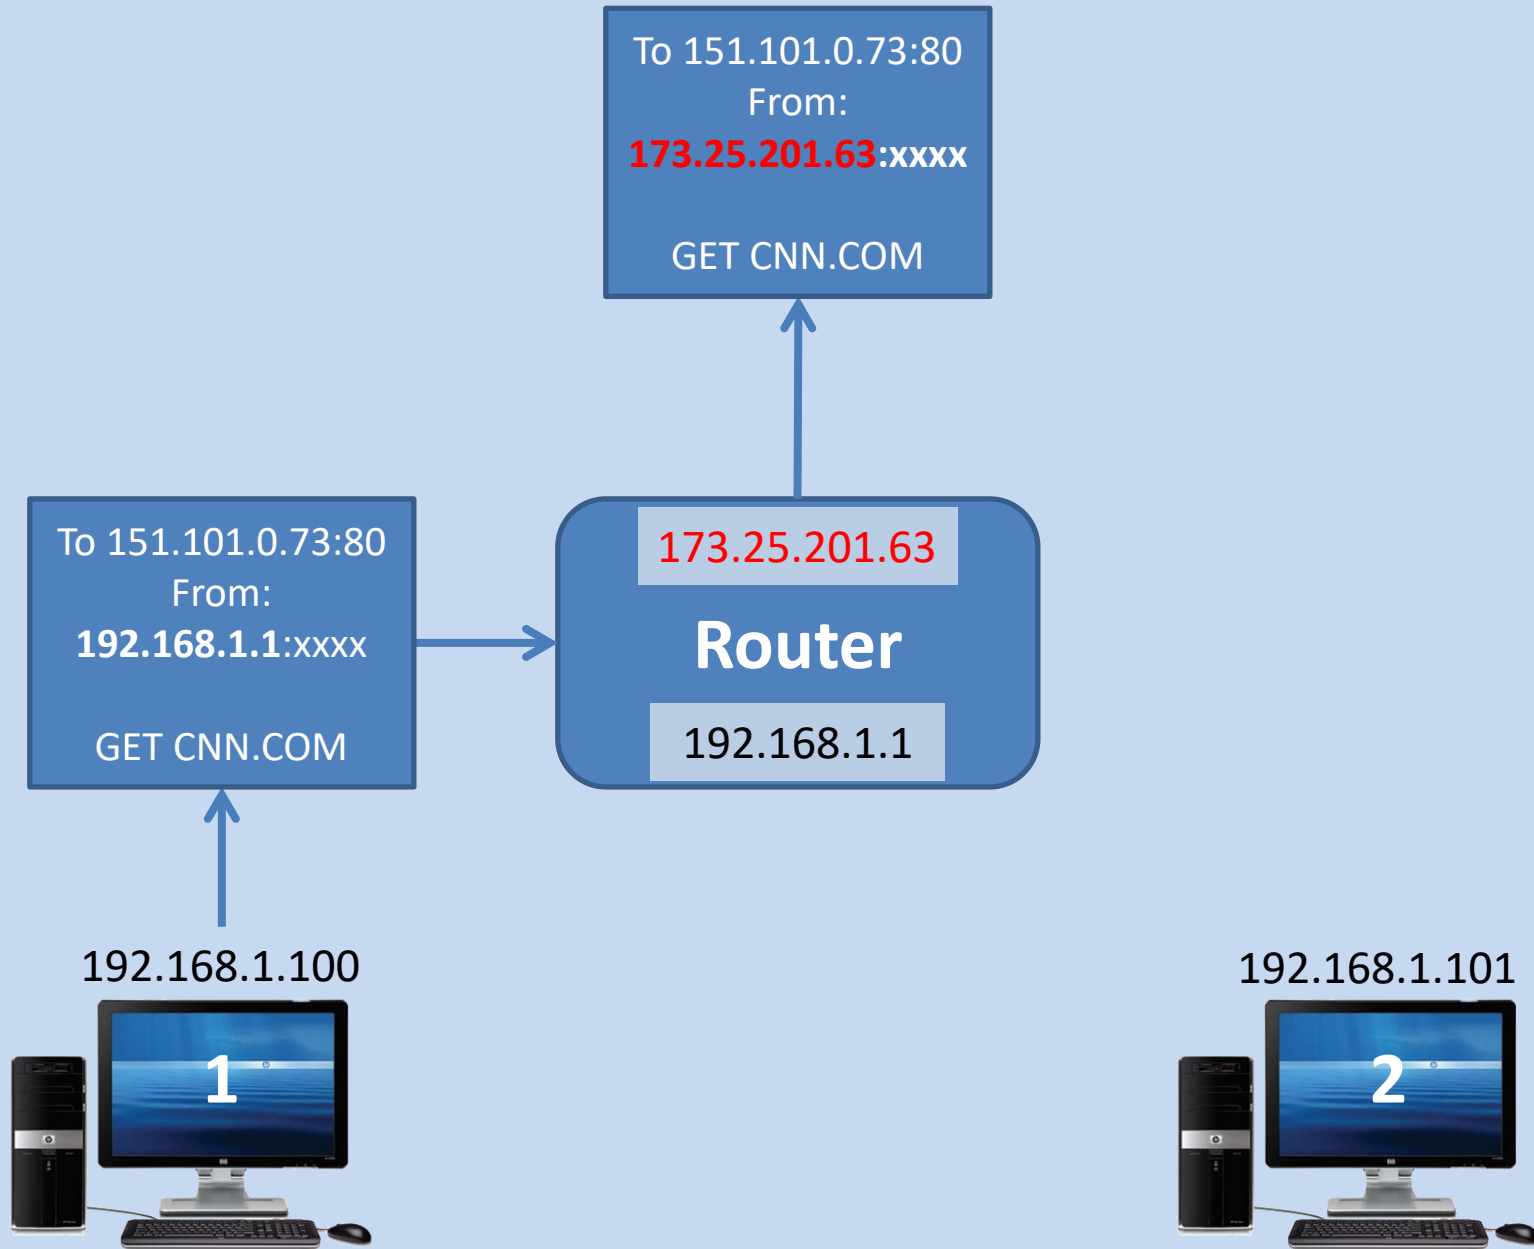 To 151.101.0.73:80
From:
173.25.201.63:xxxx
GET CNN.COM
To 151.101.0.73:80
From:
192.168.1.1:xxxx
GET CNN.COM
173.25.201.63
Router
192.168.1.1
192.168.1.100
1
192.168.1.101
2